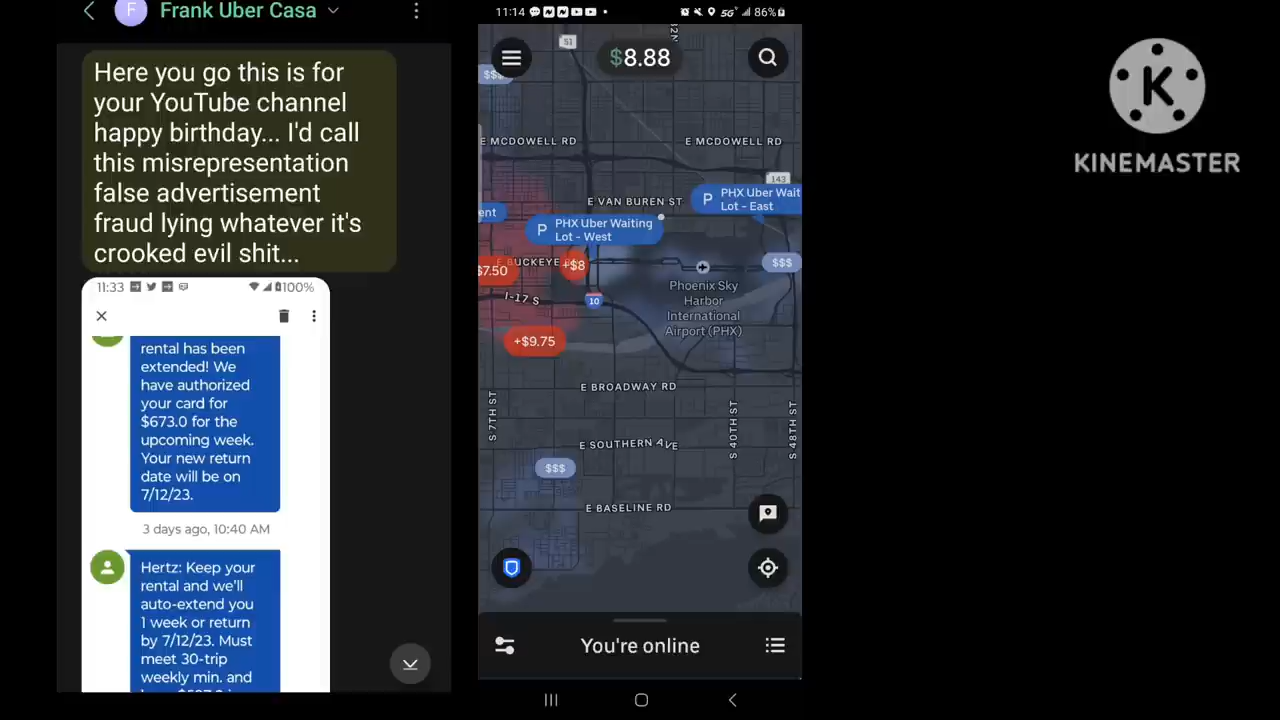 Frank Uber Casa
F
Here you go this is for
your YouTube channel
happy birthday... I'd call
this misrepresentation
false advertisement
fraud lying whatever it's
crooked evil shit...
11:33
100%
rental has been
extended! We
have authorized
your card for
$673.0 for the
upcoming week.
Your new return
date will be on
7/12/23.
3 days ago, 10:40 AM
Hertz: Keep your
rental and we'll
auto-extend you
1 week or return
by 7/12/23. Must
meet 30-trip
weekly min. and
11:14
5G
86%
51
$8.88
$$$
E MCDOWELL RD
E MCDOWELL RD
143
E VAN BUREN ST
PHX Uber Wait
Lot - East
ent
PHX Uber Waiting
Lot - West
$7.50
E BUCKEYE
+$8
$$$
I-17 S
10
Phoenix Sky
Harbor
International
Airport (PHX)
+$9.75
E BROADWAY RD
S 7TH ST
S 40TH ST
S 48TH ST
E SOUTHERN AVE
$$$
E BASELINE RD
You're online
K
KINEMASTER